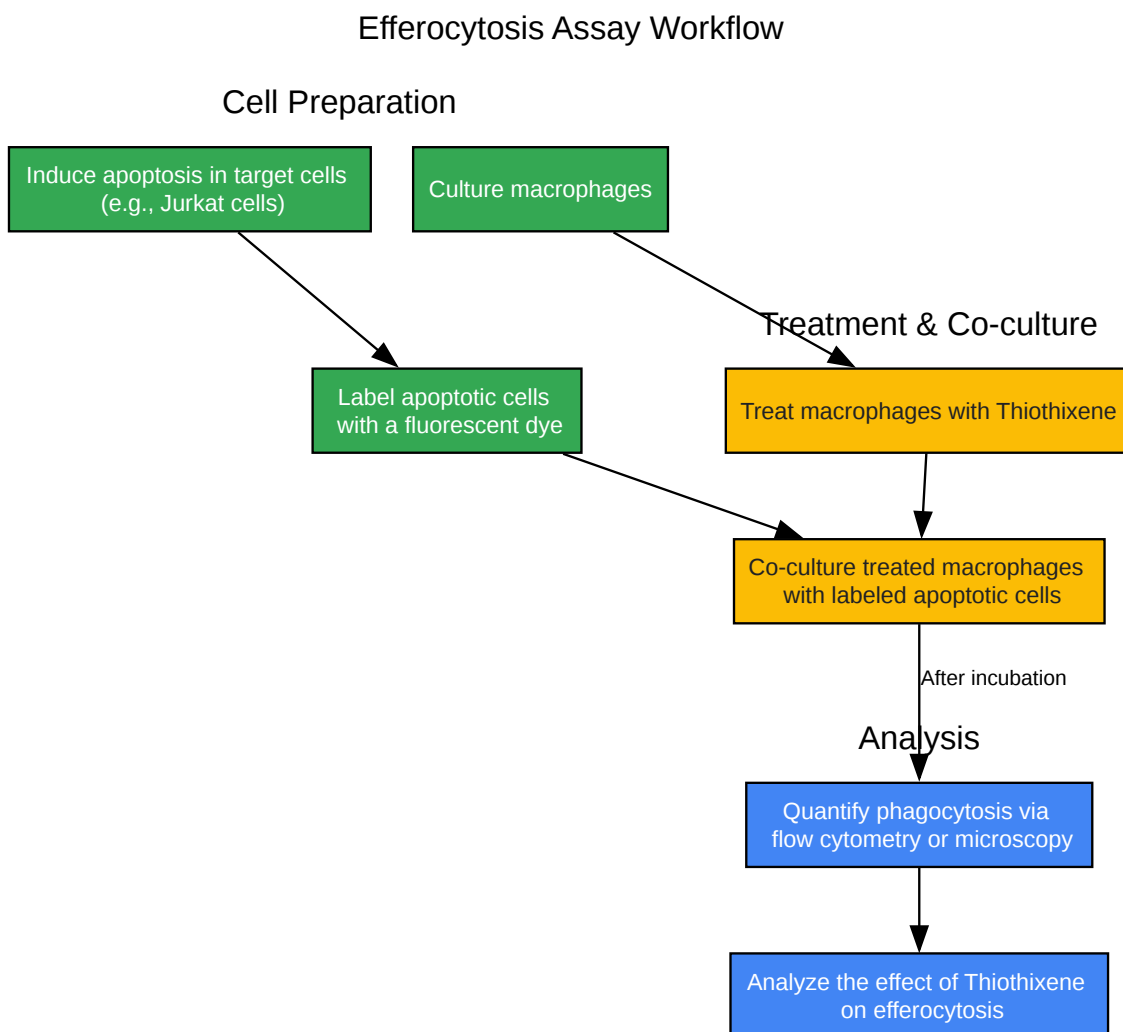 Efferocytosis Assay Workflow
Cell Preparation
Induce apoptosis in target cells
(e.g., Jurkat cells)
Culture macrophages
Treatment & Co-culture
Label apoptotic cells
with a fluorescent dye
Treat macrophages with Thiothixene
Co-culture treated macrophages
with labeled apoptotic cells
After incubation
Analysis
Quantify phagocytosis via
flow cytometry or microscopy
Analyze the effect of Thiothixene
on efferocytosis